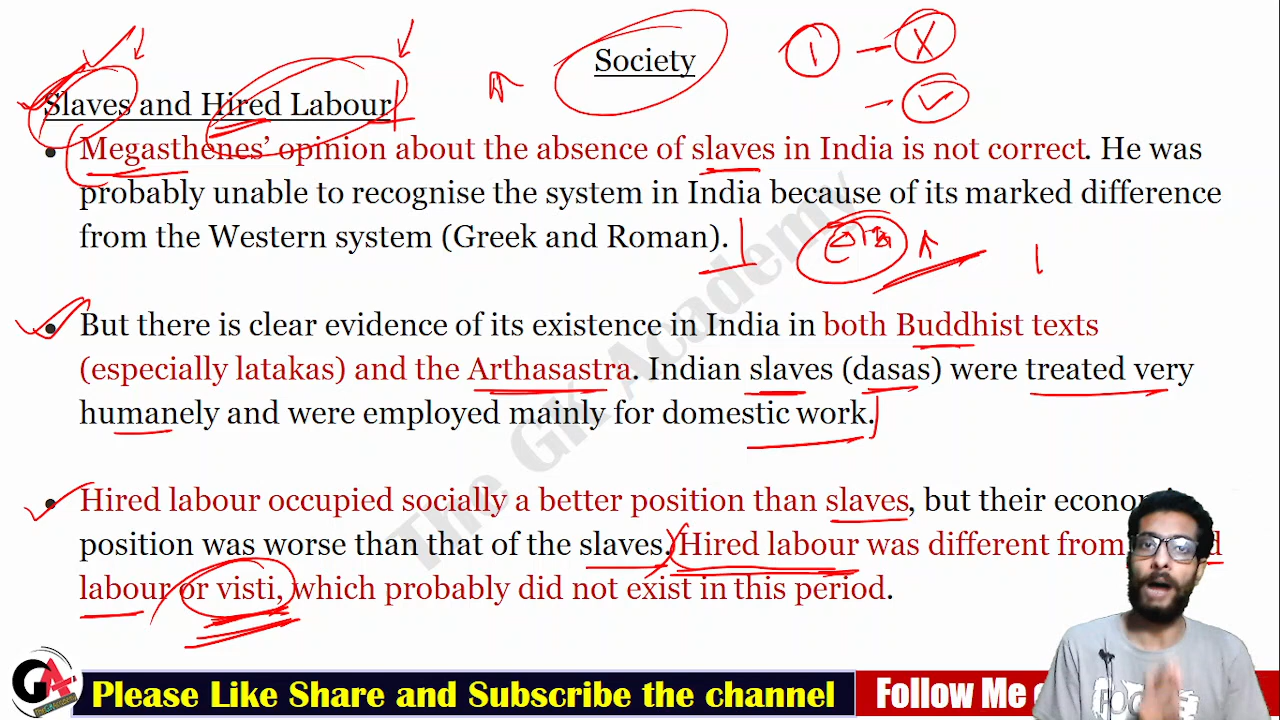 Society
Slaves and Hired Labour
Megasthenes' opinion about the absence of slaves in India is not correct. He was
probably unable to recognise the system in India because of its marked difference
from the Western system (Greek and Roman).
But there is clear evidence of its existence in India in both Buddhist texts
(especially latakas) and the Arthasastra. Indian slaves (dasas) were treated very
humanely and were employed mainly for domestic work.
Hired labour occupied socially a better position than slaves, but their
position was worse than that of the slaves. Hired labour was different from
labour or visti, which probably did not exist in this period.
The GK Academy
GA
Please Like Share and Subscribe the channel
Follow Me